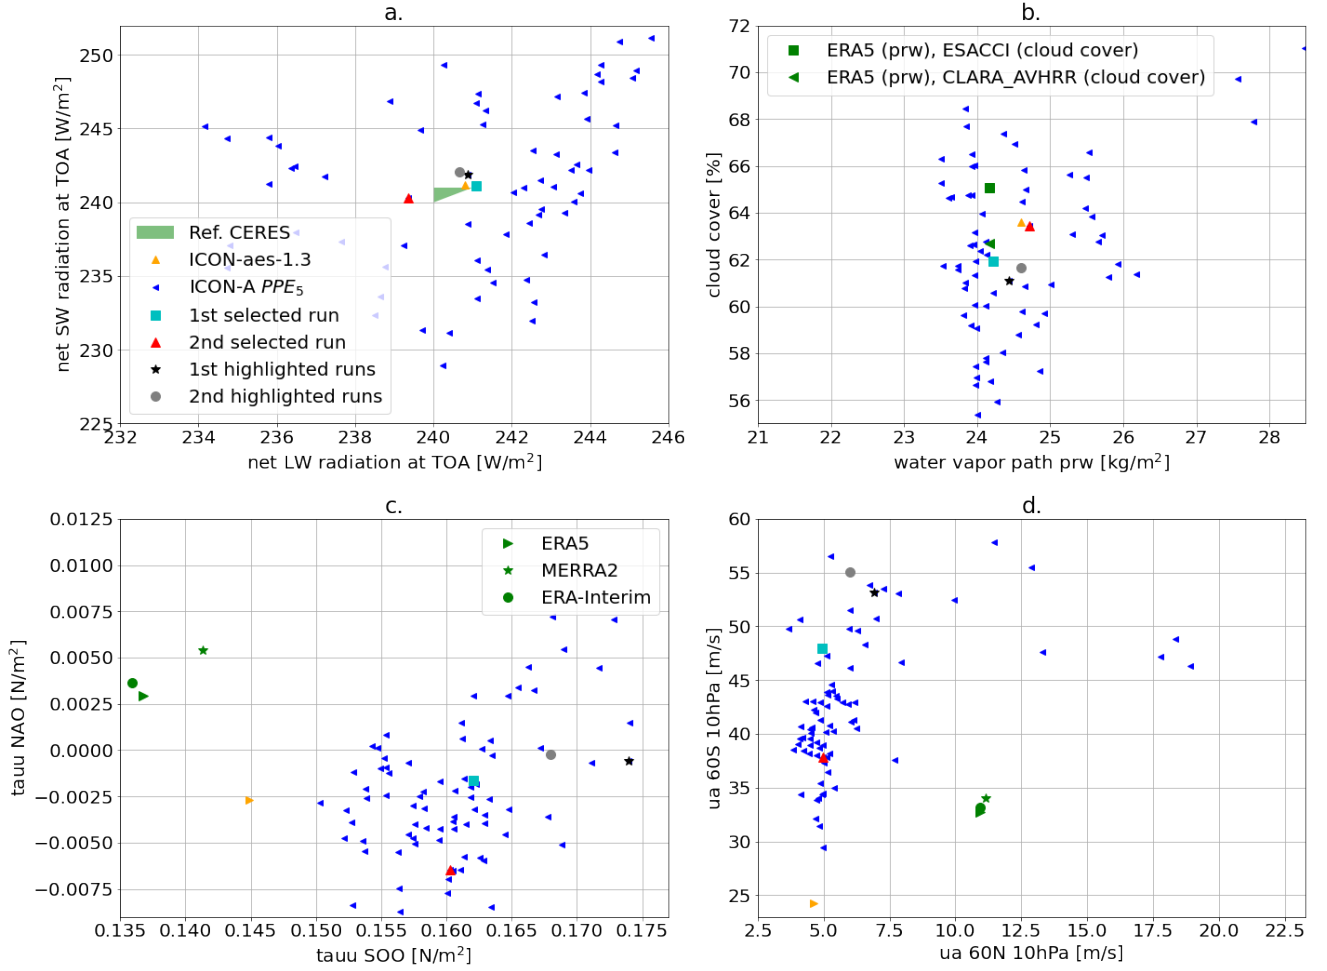 a.
250
245
240
235
230
225
net SW radiation at TOA [W/m²]
Ref. CERES
ICON-aes-1.3
ICON-A PPE₅
1st selected run
2nd selected run
1st highlighted runs
2nd highlighted runs
232 234 236 238 240 242 244 246
net LW radiation at TOA [W/m²]
b.
72
70
68
66
64
62
60
58
56
cloud cover [%]
ERA5 (prw), ESACCI (cloud cover)
ERA5 (prw), CLARA_AVHRR (cloud cover)
21 22 23 24 25 26 27 28
water vapor path prw [kg/m²]
c.
0.0125
0.0100
0.0075
0.0050
0.0025
0.0000
−0.0025
−0.0050
−0.0075
tauu NAO [N/m²]
ERA5
MERRA2
ERA-Interim
0.135 0.140 0.145 0.150 0.155 0.160 0.165 0.170 0.175
tauu SOO [N/m²]
d.
60
55
50
45
40
35
30
25
ua 60S 10hPa [m/s]
2.5 5.0 7.5 10.0 12.5 15.0 17.5 20.0 22.5
ua 60N 10hPa [m/s]